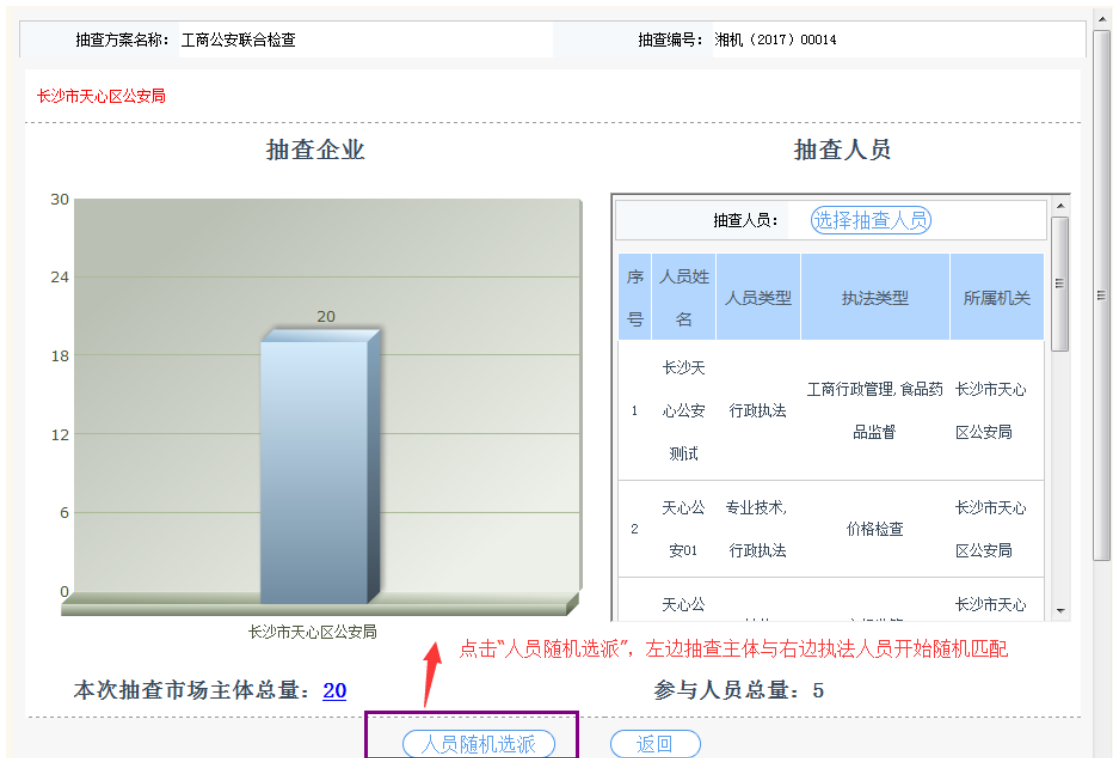 抽查方案名称： 工商公安联合检查 抽查编号： 湘机（2017）00014
长沙市天心区公安局
抽查企业 抽查人员
30
24
18
12
6
0
20
长沙市天心区公安局
抽查人员： 选择抽查人员
序号 人员姓名 人员类型 执法类型 所属机关
1 长沙天心公安测试 行政执法 工商行政管理, 食品药品监督 长沙市天心区公安局
2 天心公安01 专业技术, 行政执法 价格检查 长沙市天心区公安局
天心公 长沙市天心
点击“人员随机选派”，左边抽查主体与右边执法人员开始随机匹配
本次抽查市场主体总量：20 参与人员总量：5
人员随机选派 返回